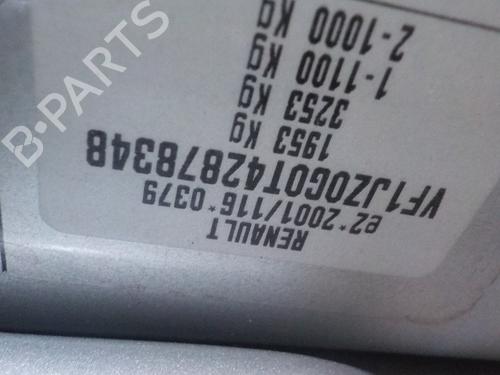 RENAULT
e2*2001/116*0379
VF1JZ0G0T42878348
1953 Kg
3253 Kg
1-1100 Kg
2-1000 Kg
B-PARTS